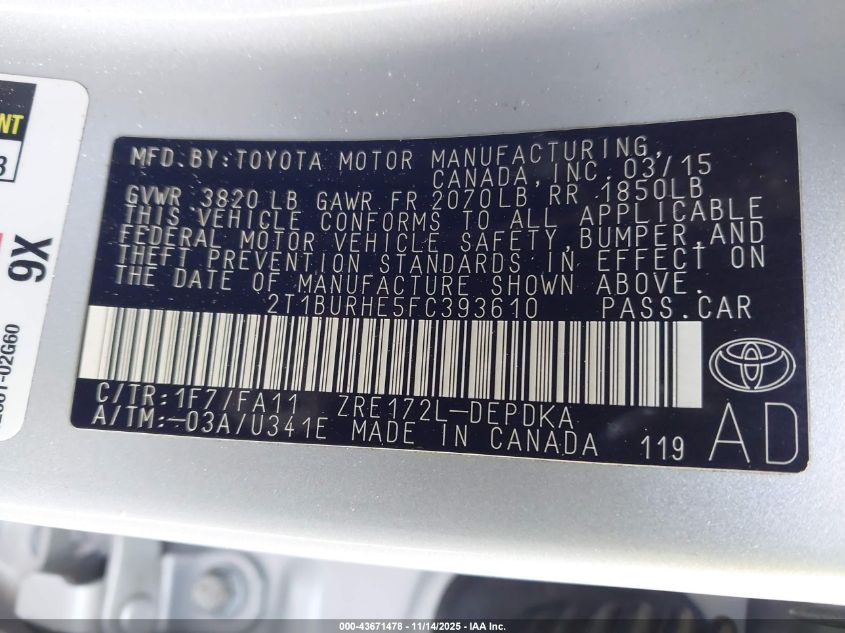 MFD.BY:TOYOTA MOTOR MANUFACTURING,
CANADA,INC.03/15
GVWR 3820 LB GAWR FR 2070LB RR 1850LB
THIS VEHICLE CONFORMS TO ALL APPLICABLE
FEDERAL MOTOR VEHICLE SAFETY,BUMPER,AND
THEFT PREVENTION STANDARDS IN EFFECT ON
THE DATE OF MANUFACTURE SHOWN ABOVE.
2T1BURHE5FC393610 PASS.CAR
C/TR:1F7/FA11 ZRE172L-DEPDKA
A/TM:-03A/U341E MADE IN CANADA 119 AD
9X
000-43671478 - 11/14/2025 - IAA Inc.